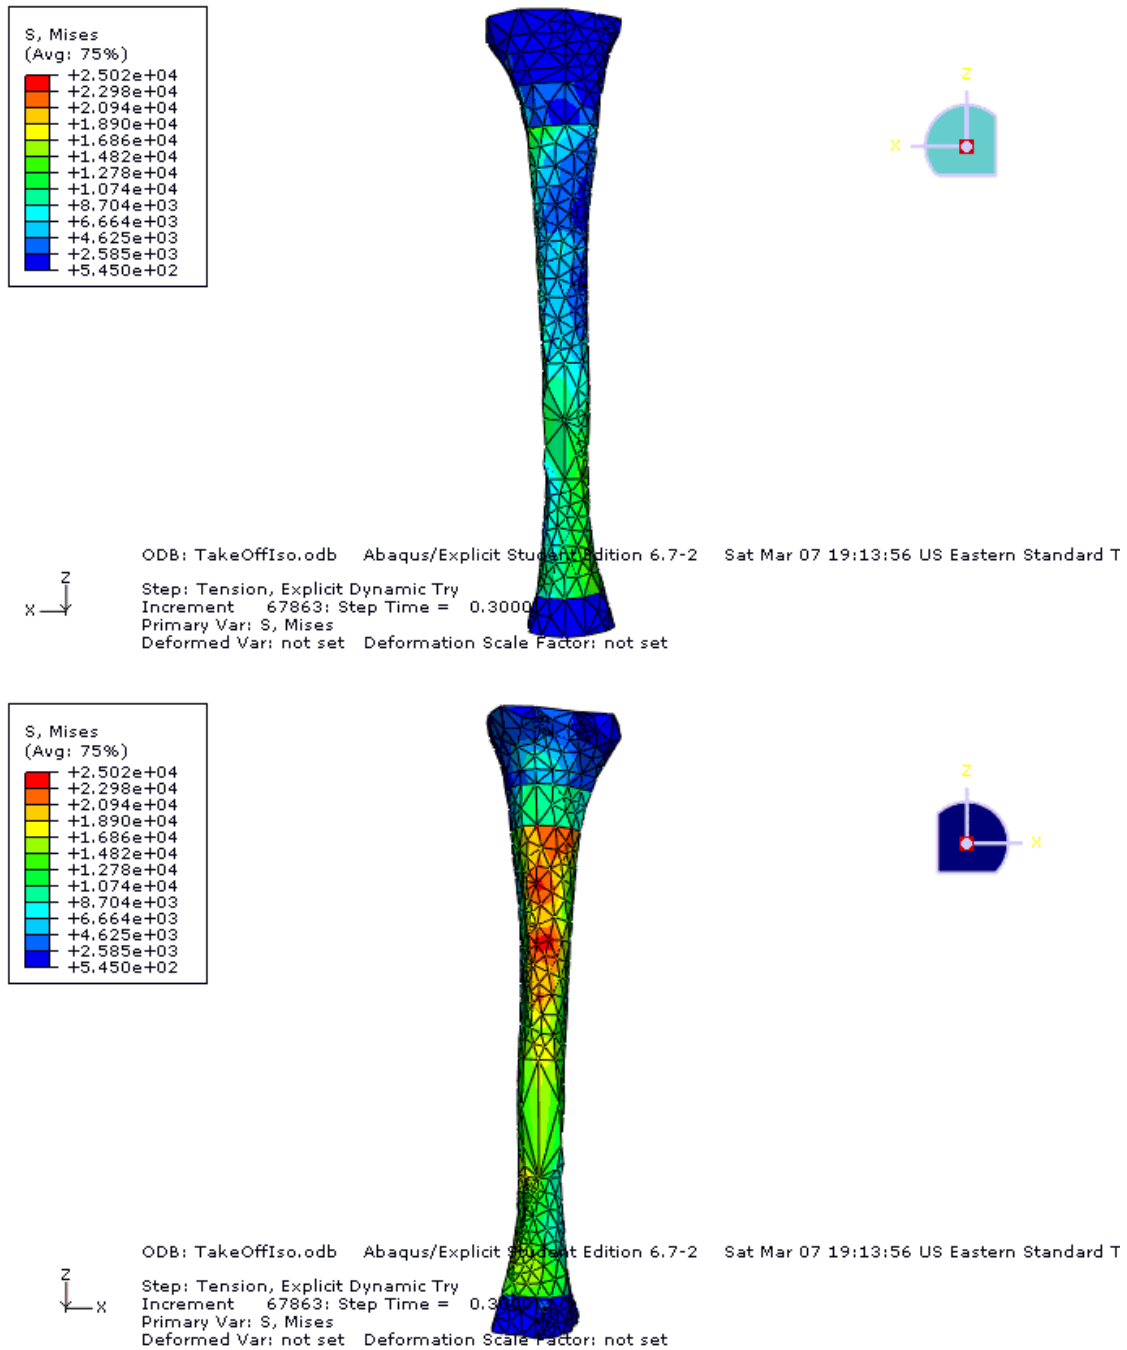 S, Mises
(Avg: 75%)
+2.502e+04
+2.298e+04
+2.094e+04
+1.890e+04
+1.686e+04
+1.482e+04
+1.278e+04
+1.074e+04
+8.704e+03
+6.664e+03
+4.625e+03
+2.585e+03
+5.450e+02
Z
X
ODB: TakeOffIso.odb Abaqus/Explicit Student Edition 6.7-2 Sat Mar 07 19:13:56 US Eastern Standard T
Z
X
Step: Tension, Explicit Dynamic Try
Increment 67863: Step Time = 0.3000
Primary Var: S, Mises
Deformed Var: not set Deformation Scale Factor: not set
S, Mises
(Avg: 75%)
+2.502e+04
+2.298e+04
+2.094e+04
+1.890e+04
+1.686e+04
+1.482e+04
+1.278e+04
+1.074e+04
+8.704e+03
+6.664e+03
+4.625e+03
+2.585e+03
+5.450e+02
Z
X
ODB: TakeOffIso.odb Abaqus/Explicit Student Edition 6.7-2 Sat Mar 07 19:13:56 US Eastern Standard T
Z
X
Step: Tension, Explicit Dynamic Try
Increment 67863: Step Time =
Primary Var: S, Mises
Deformed Var: not set Deformation Scale Factor: not set